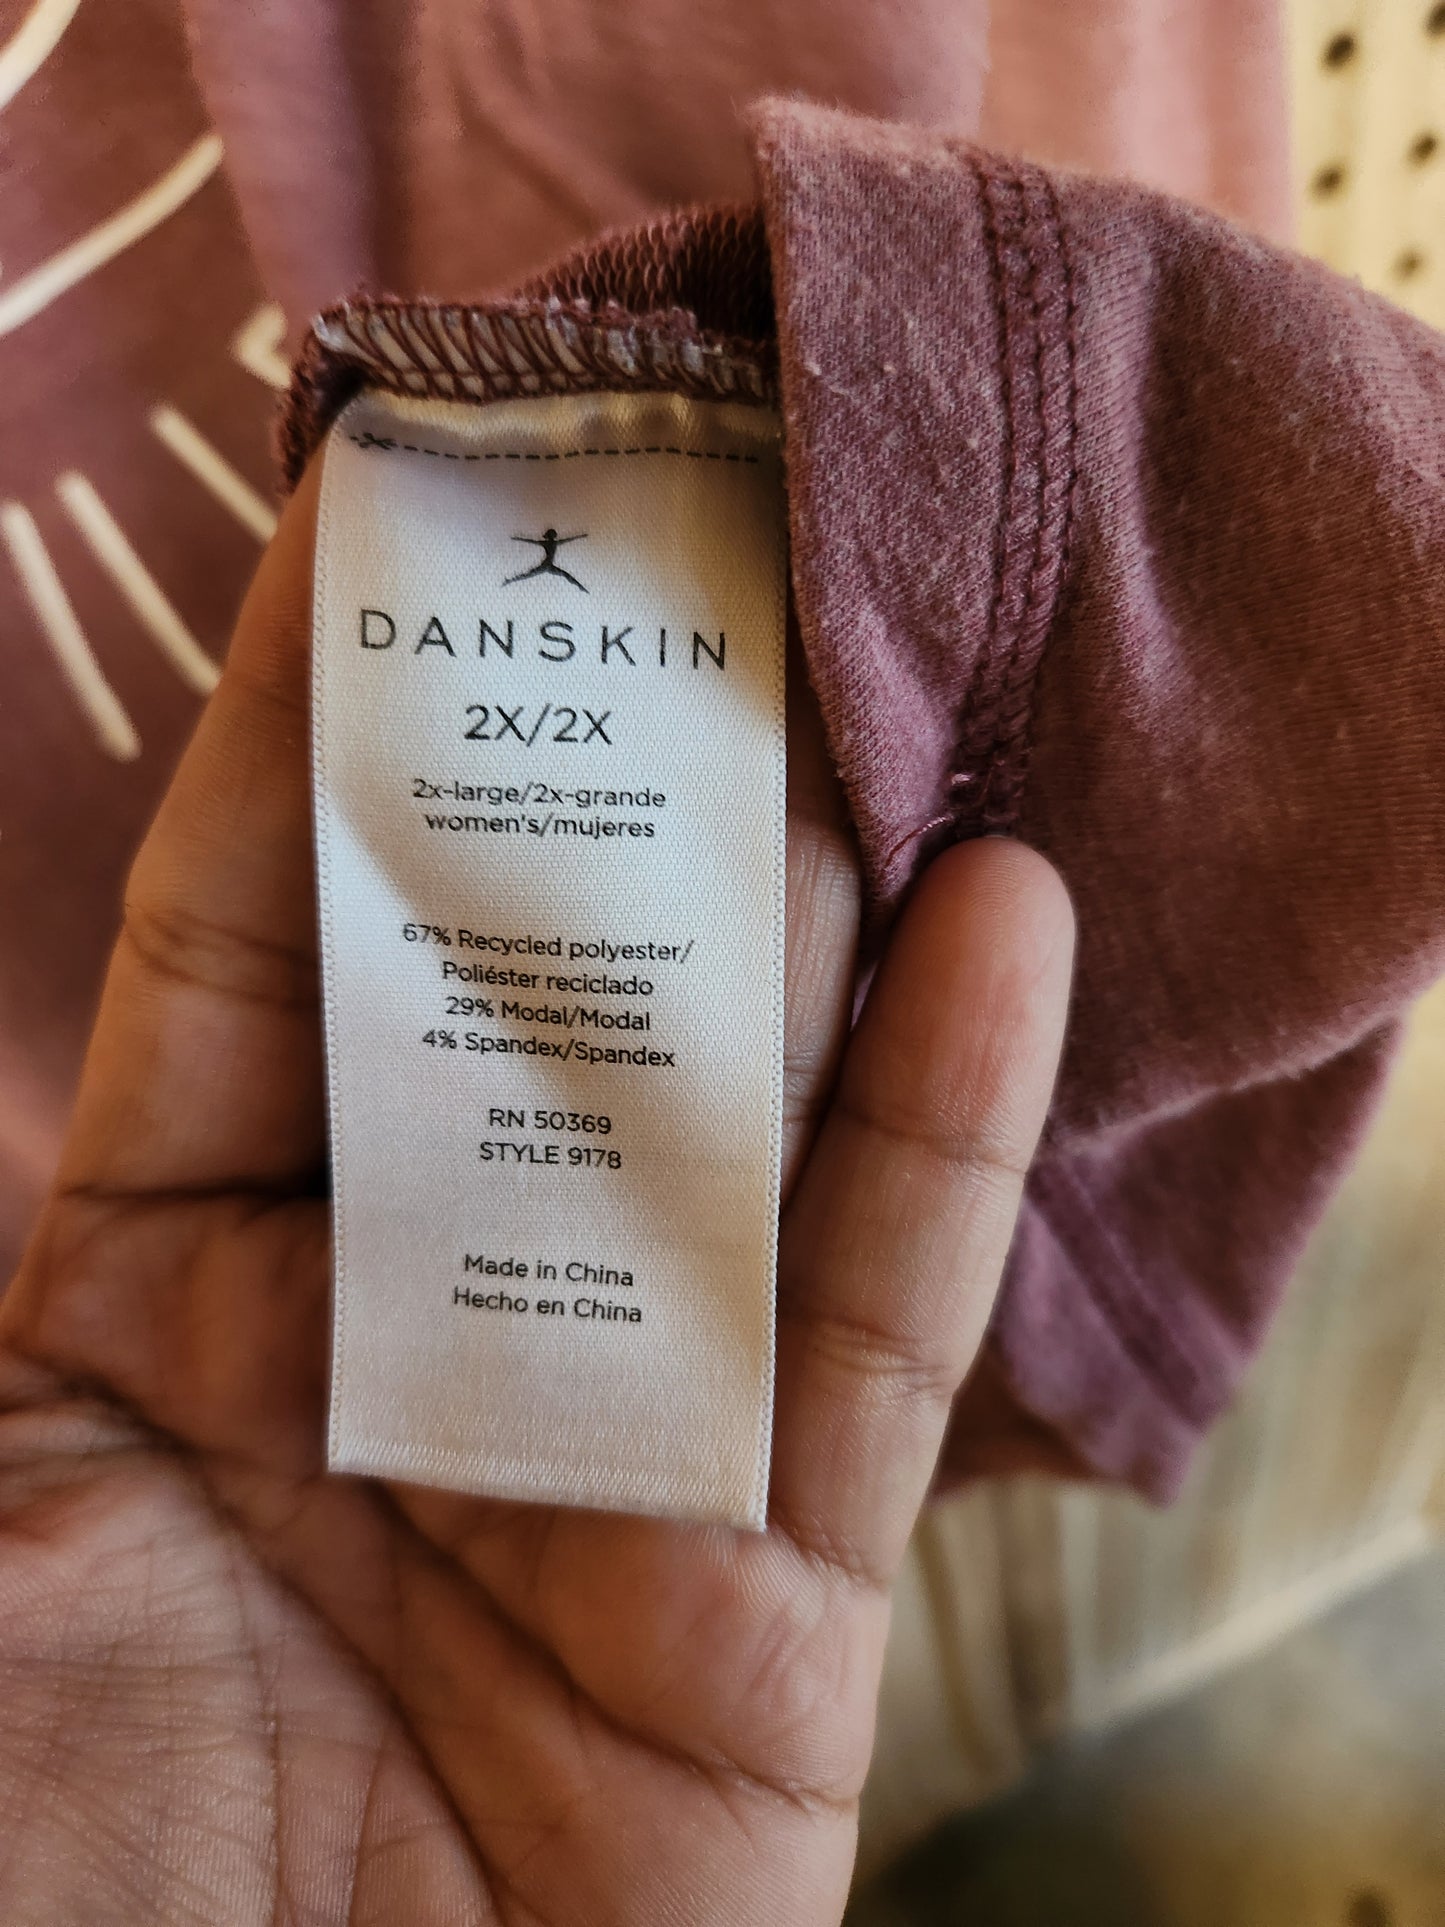 DANSKIN
2X/2X
2x-large/2x-grande
women's/mujeres
67% Recycled polyester/
Poliéster reciclado
29% Modal/Modal
4% Spandex/Spandex
RN 50369
STYLE 9178
Made in China
Hecho en China